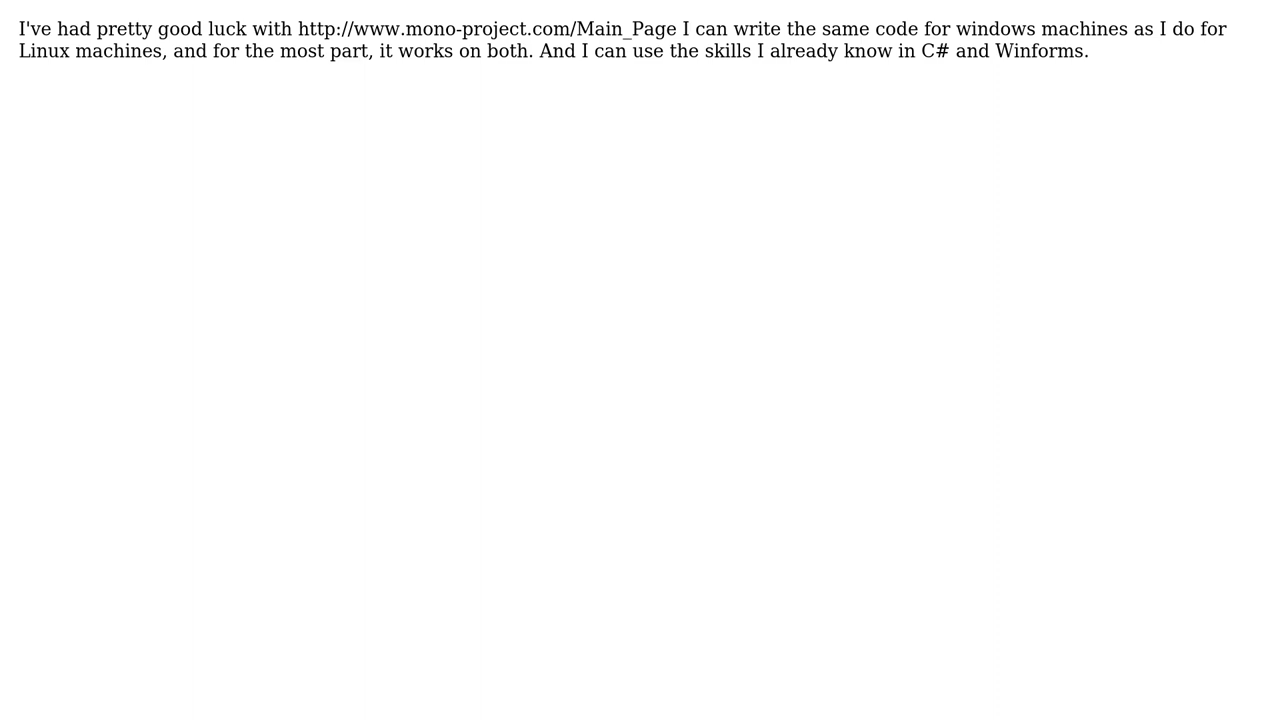 I've had pretty good luck with http://www.mono-project.com/Main_Page I can write the same code for windows machines as I do for
Linux machines, and for the most part, it works on both. And I can use the skills I already know in C# and Winforms.